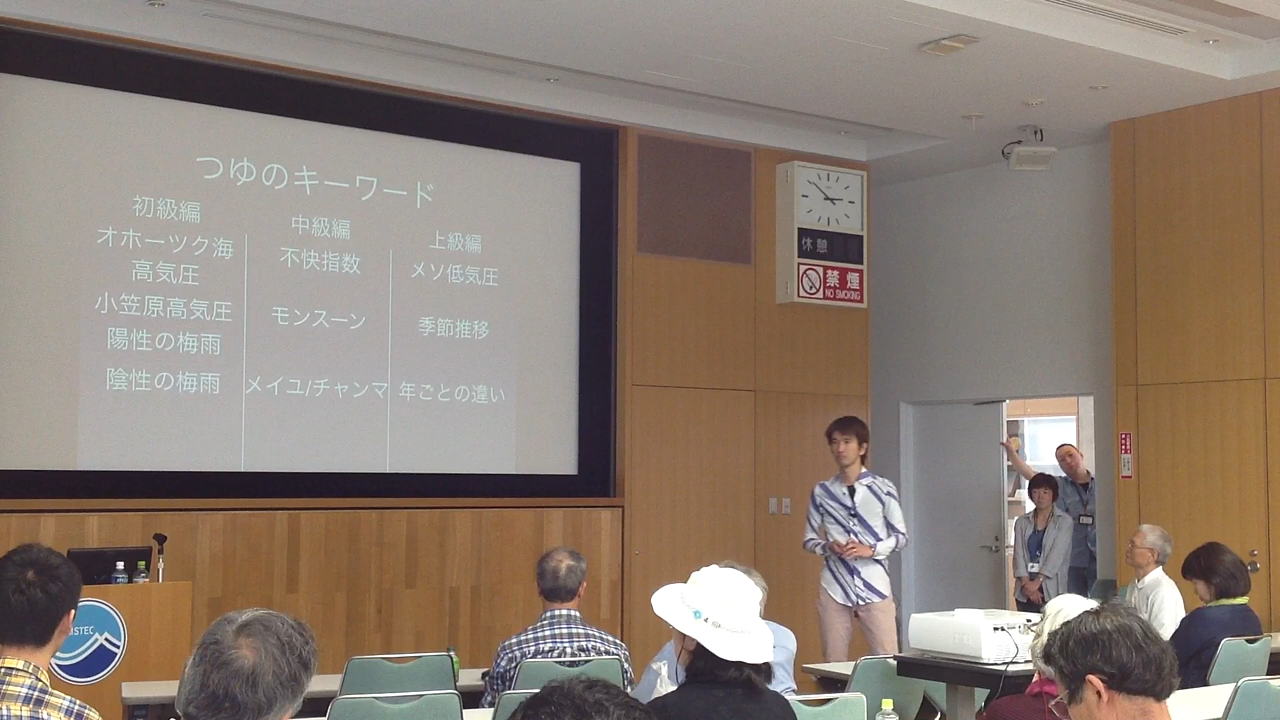 つゆのキーワード
初級編
オホーツク海
高気圧
小笠原高気圧
陽性の梅雨
陰性の梅雨
中級編
不快指数
モンスーン
メイユ/チャンマ
上級編
メソ低気圧
季節推移
年ごとの違い
休憩
禁煙
NO SMOKING